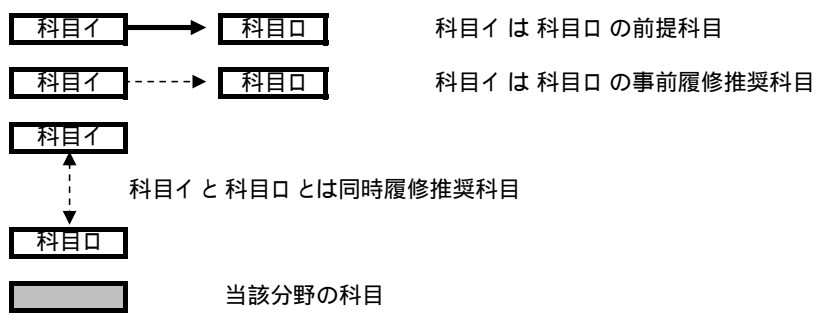 科目イ 科目ロ 科目イ は 科目ロ の前提科目
科目イ 科目ロ 科目イ は 科目ロ の事前履修推奨科目
科目イ
科目イ と 科目ロ とは同時履修推奨科目
科目ロ
当該分野の科目